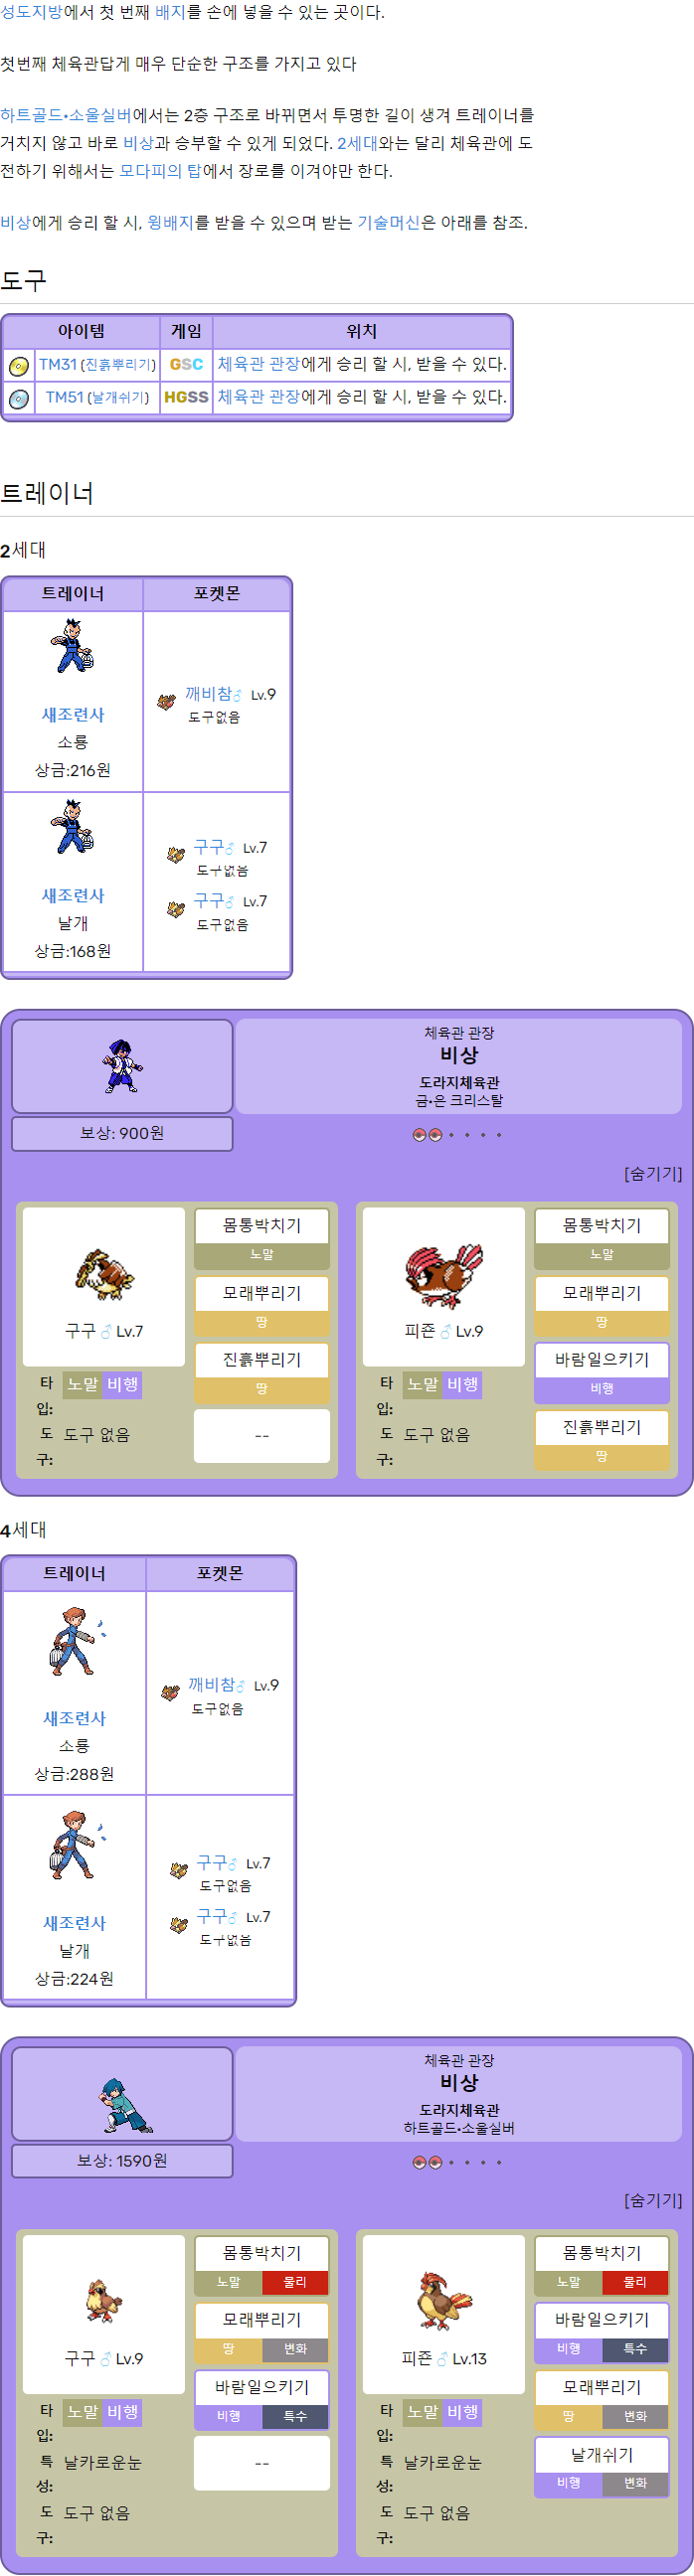 성도지방에서 첫 번째 배지를 손에 넣을 수 있는 곳이다.
첫번째 체육관답게 매우 단순한 구조를 가지고 있다
하트골드·소울실버에서는 2층 구조로 바뀌면서 투명한 길이 생겨 트레이너를
거치지 않고 바로 비상과 승부할 수 있게 되었다. 2세대와는 달리 체육관에 도
전하기 위해서는 모다피의 탑에서 장로를 이겨야만 한다.
비상에게 승리 할 시, 윙배지를 받을 수 있으며 받는 기술머신은 아래를 참조.
도구
아이템 게임 위치
TM31 (진흙뿌리기) GSC 체육관 관장에게 승리 할 시, 받을 수 있다.
TM51 (날개쉬기) HGSS 체육관 관장에게 승리 할 시, 받을 수 있다.
트레이너
2세대
트레이너 포켓몬
새조련사
소룡
상금:216원
깨비참♂ Lv.9
도구없음
새조련사
날개
상금:168원
구구♂ Lv.7
도구없음
구구♂ Lv.7
도구없음
체육관 관장
비상
도라지체육관
금·은 크리스탈
보상: 900원
[숨기기]
구구 ♂ Lv.7
타입: 노말 비행
도구: 도구 없음
몸통박치기
노말
모래뿌리기
땅
진흙뿌리기
땅
--
피죤 ♂ Lv.9
타입: 노말 비행
도구: 도구 없음
몸통박치기
노말
모래뿌리기
땅
바람일으키기
비행
진흙뿌리기
땅
4세대
트레이너 포켓몬
새조련사
소룡
상금:288원
깨비참♂ Lv.9
도구없음
새조련사
날개
상금:224원
구구♂ Lv.7
도구없음
구구♂ Lv.7
도구없음
체육관 관장
비상
도라지체육관
하트골드·소울실버
보상: 1590원
[숨기기]
구구 ♂ Lv.9
타입: 노말 비행
특성: 날카로운눈
도구: 도구 없음
몸통박치기
노말 물리
모래뿌리기
땅 변화
바람일으키기
비행 특수
--
피죤 ♂ Lv.13
타입: 노말 비행
특성: 날카로운눈
도구: 도구 없음
몸통박치기
노말 물리
바람일으키기
비행 특수
모래뿌리기
땅 변화
날개쉬기
비행 변화